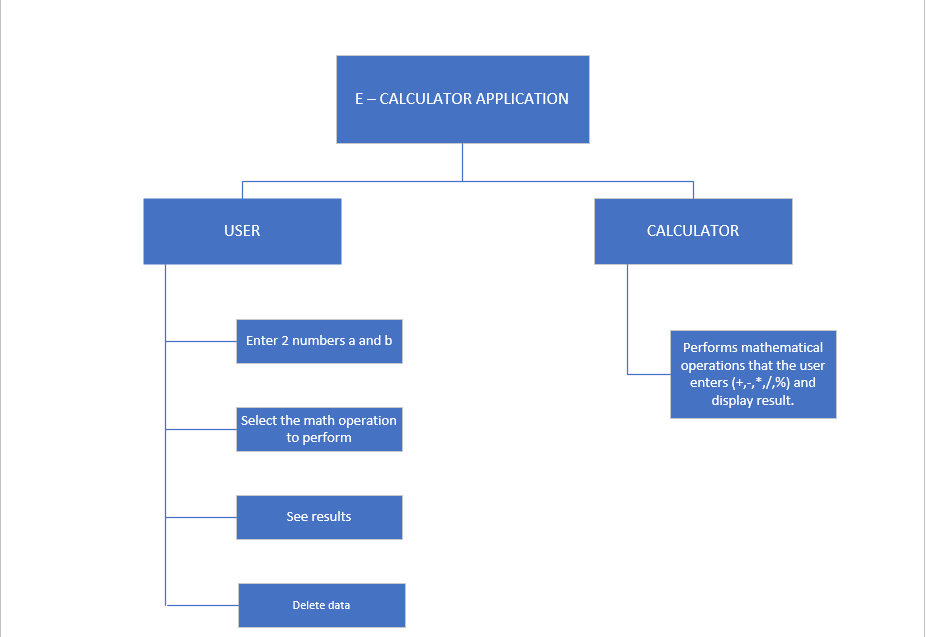 E – CALCULATOR APPLICATION
USER
CALCULATOR
Enter 2 numbers a and b
Select the math operation
to perform
See results
Delete data
Performs mathematical
operations that the user
enters (+,-,*,/,%) and
display result.